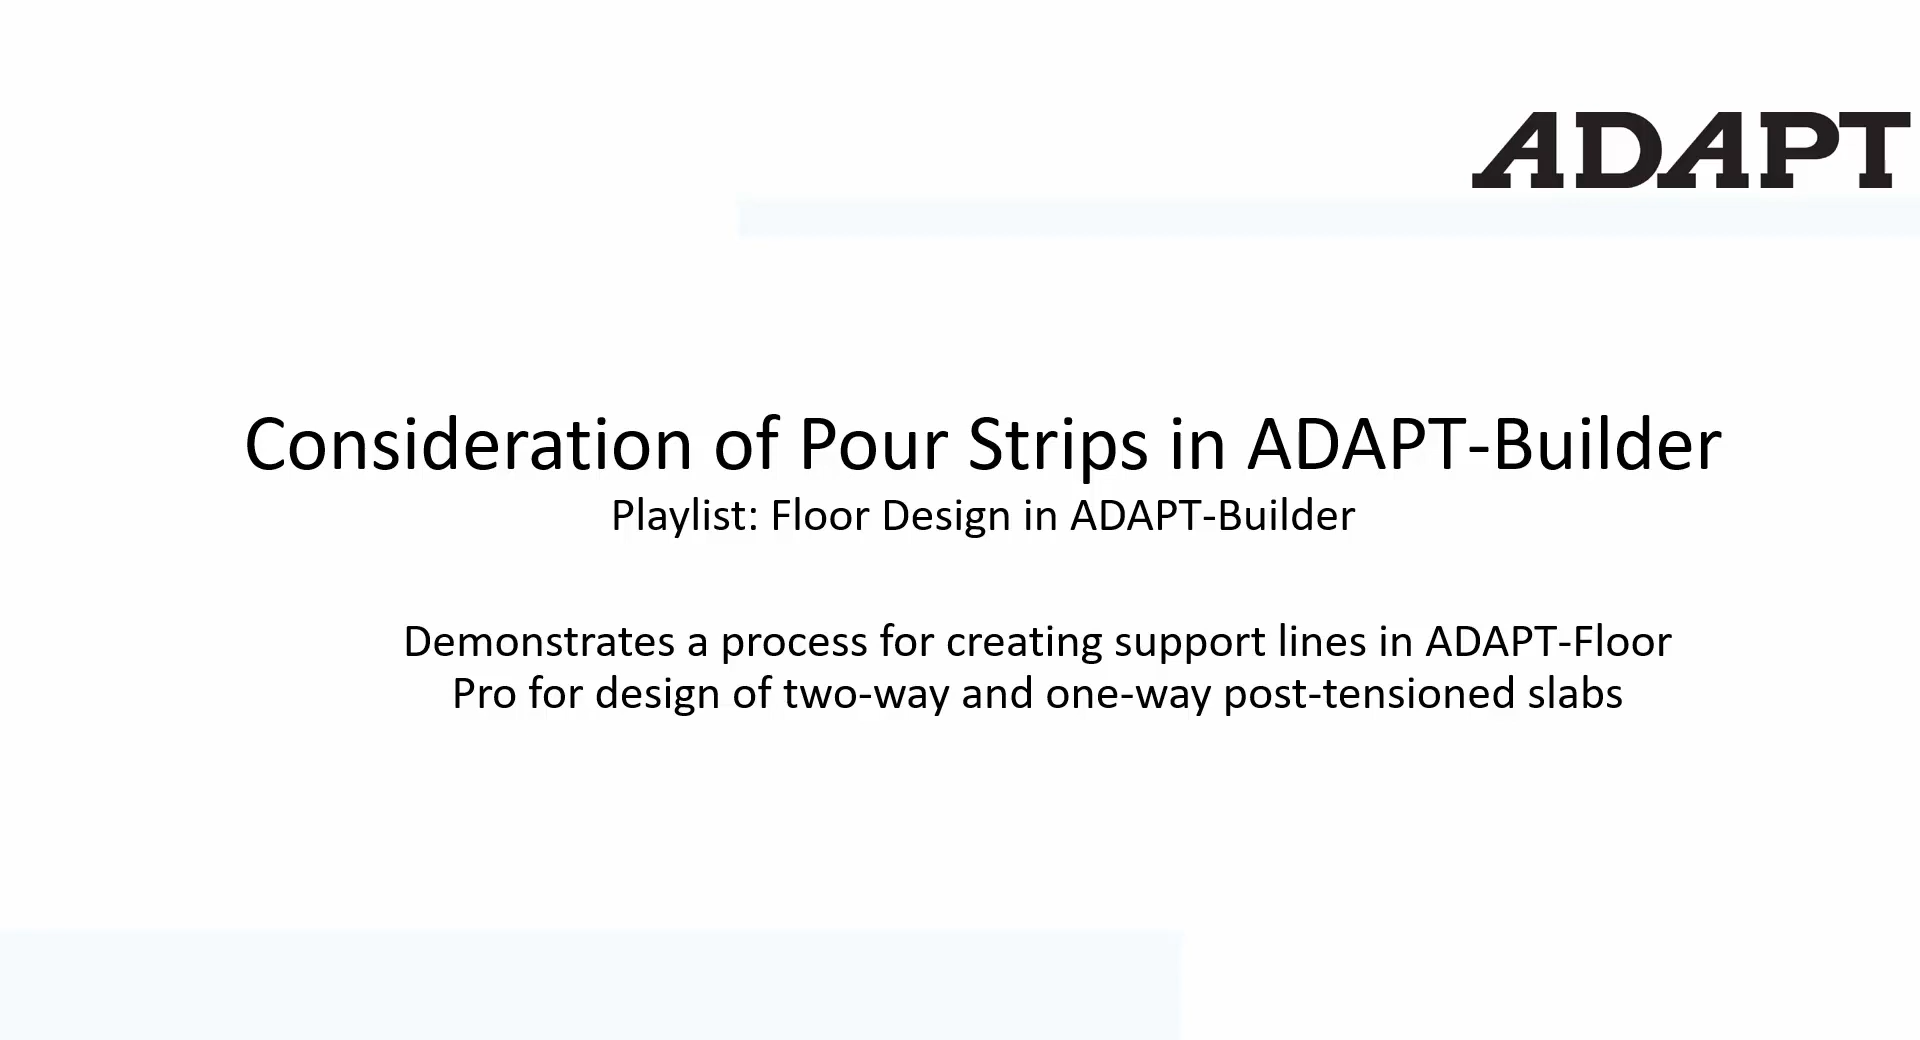 ADAPT
Consideration of Pour Strips in ADAPT-Builder
Playlist: Floor Design in ADAPT-Builder
Demonstrates a process for creating support lines in ADAPT-Floor
Pro for design of two-way and one-way post-tensioned slabs